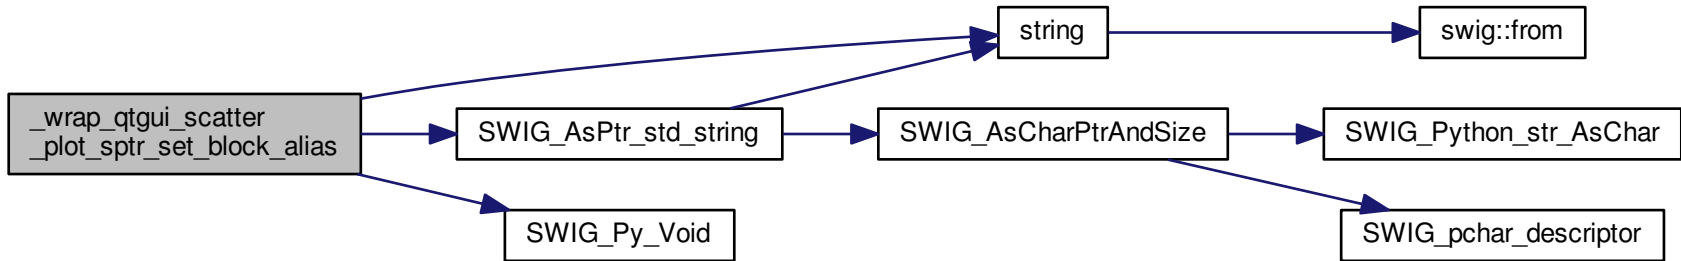 _wrap_qtgui_scatter
_plot_sptr_set_block_alias
string
swig::from
SWIG_AsPtr_std_string
SWIG_AsCharPtrAndSize
SWIG_Python_str_AsChar
SWIG_Py_Void
SWIG_pchar_descriptor